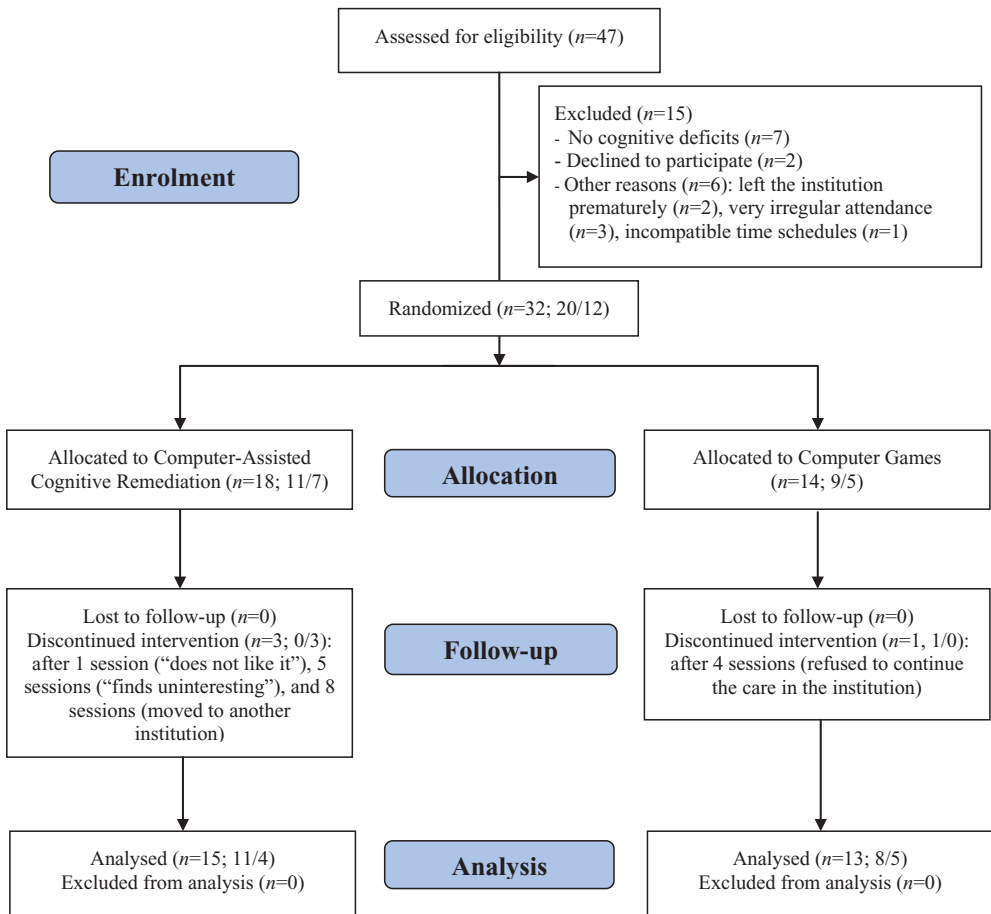 Assessed for eligibility (n=47)
Excluded (n=15)
- No cognitive deficits (n=7)
- Declined to participate (n=2)
- Other reasons (n=6): left the institution
prematurely (n=2), very irregular attendance
(n=3), incompatible time schedules (n=1)
Enrolment
Randomized (n=32; 20/12)
Allocated to Computer-Assisted
Cognitive Remediation (n=18; 11/7)
Allocation
Allocated to Computer Games
(n=14; 9/5)
Lost to follow-up (n=0)
Discontinued intervention (n=3; 0/3):
after 1 session (“does not like it”), 5
sessions (“finds uninteresting”), and 8
sessions (moved to another
institution)
Follow-up
Lost to follow-up (n=0)
Discontinued intervention (n=1, 1/0):
after 4 sessions (refused to continue
the care in the institution)
Analysed (n=15; 11/4)
Excluded from analysis (n=0)
Analysis
Analysed (n=13; 8/5)
Excluded from analysis (n=0)